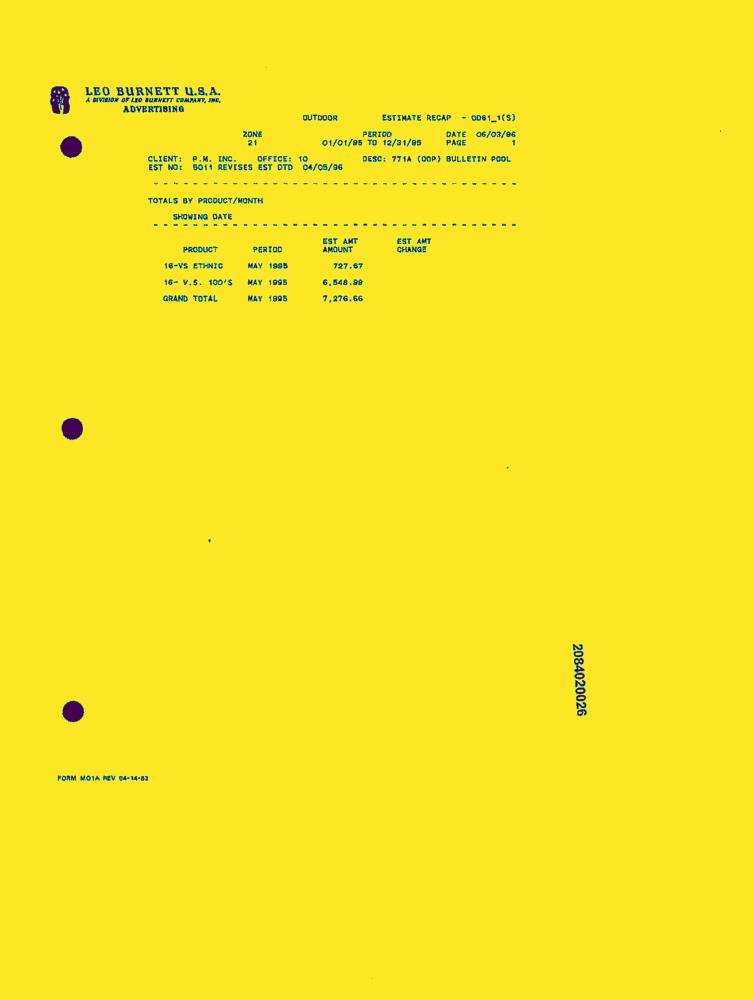 LEO BURNETT U.S.A.
A DIVISION OF LEO BURNETT COMPANY, INC.
ADVERTISING
OUTDOOR ESTIMATE RECAP - OD61_1(S)
ZONE PERIOD DATE 06/03/96
21 01/01/95 TO 12/31/95 PAGE 1
CLIENT: P.M. INC. OFFICE: 10 DESC: 771A (OOP) BULLETIN POOL
EST NO: 5011 REVISES EST DTD 04/05/96
TOTALS BY PRODUCT/MONTH
SHOWING DATE
EST AMT EST AMT
PRODUCT PERIOD AMOUNT CHANGE
16-VS ETHNIC MAY 1995 727.67
16- V.S. 100'S MAY 1995 6,548.99
GRAND TOTAL MAY 1995 7,276.66
2084020026
FORM MO1A REV 04-14-83